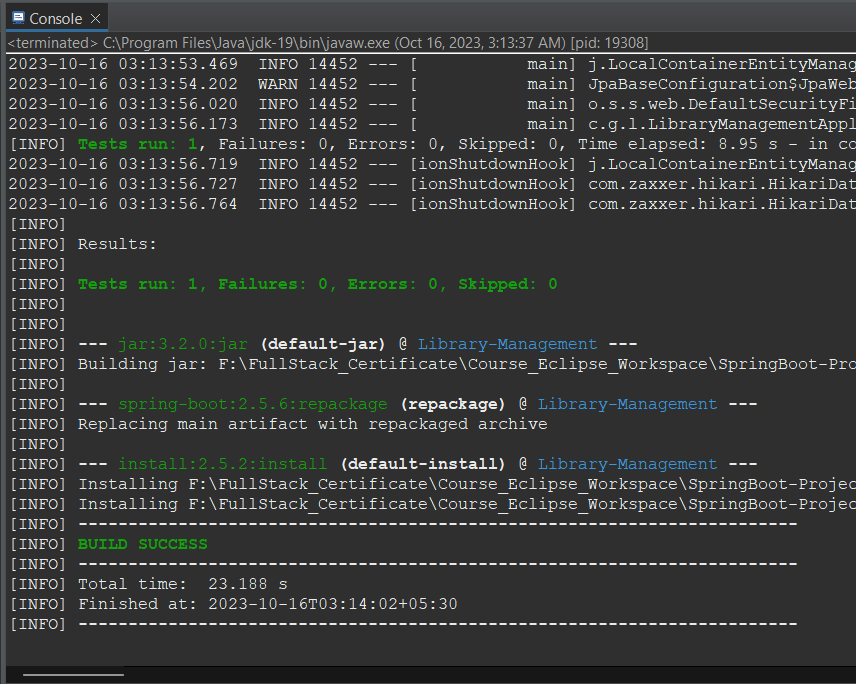 Console
<terminated> C:\Program Files\Java\jdk-19\bin\javaw.exe (Oct 16, 2023, 3:13:37 AM) [pid: 19308]
2023-10-16 03:13:53.469  INFO 14452 --- [           main] j.LocalContainerEntityManag
2023-10-16 03:13:54.202  WARN 14452 --- [           main] JpaBaseConfiguration$JpaWeb
2023-10-16 03:13:56.020  INFO 14452 --- [           main] o.s.s.web.DefaultSecurityFi
2023-10-16 03:13:56.173  INFO 14452 --- [           main] c.g.l.LibraryManagementAppl
[INFO] Tests run: 1, Failures: 0, Errors: 0, Skipped: 0, Time elapsed: 8.95 s - in co
2023-10-16 03:13:56.719  INFO 14452 --- [ionShutdownHook] j.LocalContainerEntityManag
2023-10-16 03:13:56.727  INFO 14452 --- [ionShutdownHook] com.zaxxer.hikari.HikariDat
2023-10-16 03:13:56.764  INFO 14452 --- [ionShutdownHook] com.zaxxer.hikari.HikariDat
[INFO]
[INFO] Results:
[INFO]
[INFO] Tests run: 1, Failures: 0, Errors: 0, Skipped: 0
[INFO]
[INFO]
[INFO] --- jar:3.2.0:jar (default-jar) @ Library-Management ---
[INFO] Building jar: F:\FullStack_Certificate\Course_Eclipse_Workspace\SpringBoot-Pro
[INFO]
[INFO] --- spring-boot:2.5.6:repackage (repackage) @ Library-Management ---
[INFO] Replacing main artifact with repackaged archive
[INFO]
[INFO] --- install:2.5.2:install (default-install) @ Library-Management ---
[INFO] Installing F:\FullStack_Certificate\Course_Eclipse_Workspace\SpringBoot-Projec
[INFO] Installing F:\FullStack_Certificate\Course_Eclipse_Workspace\SpringBoot-Projec
[INFO] ------------------------------------------------------------------------
[INFO] BUILD SUCCESS
[INFO] ------------------------------------------------------------------------
[INFO] Total time:  23.188 s
[INFO] Finished at: 2023-10-16T03:14:02+05:30
[INFO] ------------------------------------------------------------------------